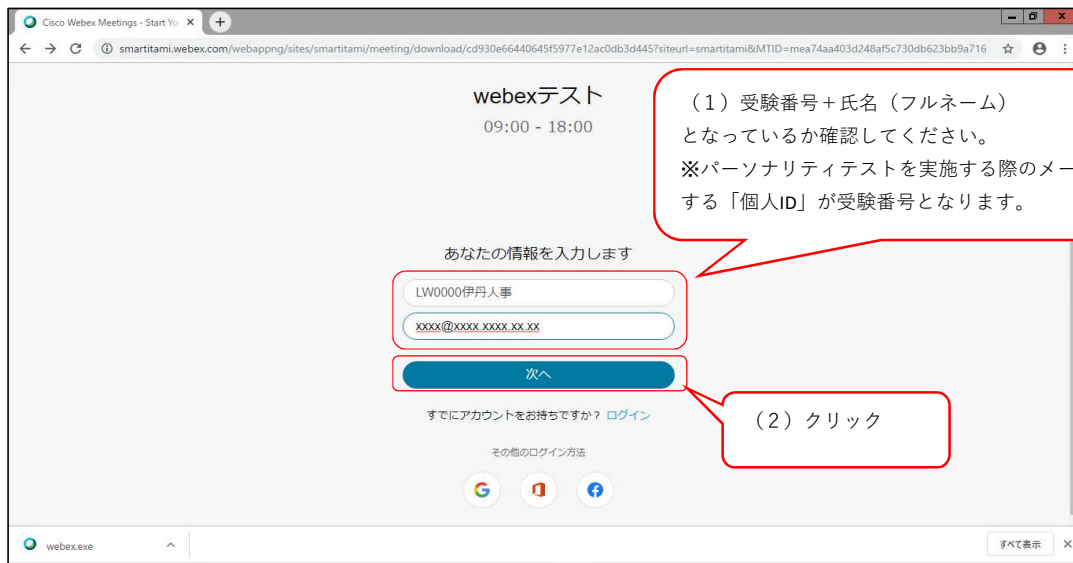 Cisco Webex Meetings - Start Yo
smartitami.webex.com/webappng/sites/smartitami/meeting/download/cd930e66440645f5977e12ac0db3d445?siteurl=smartitami&MTID=mea74aa403d248af5c730db623bb9a716
webexテスト
09:00 - 18:00
（１）受験番号＋氏名（フルネーム）
となっているか確認してください。
※パーソナリティテストを実施する際のメー
する「個人ID」が受験番号となります。
あなたの情報を入力します
LW0000伊丹人事
xxxx@xxxx.xxxx.xx.xx
次へ
（２）クリック
すでにアカウントをお持ちですか？ ログイン
その他のログイン方法
webex.exe
すべて表示